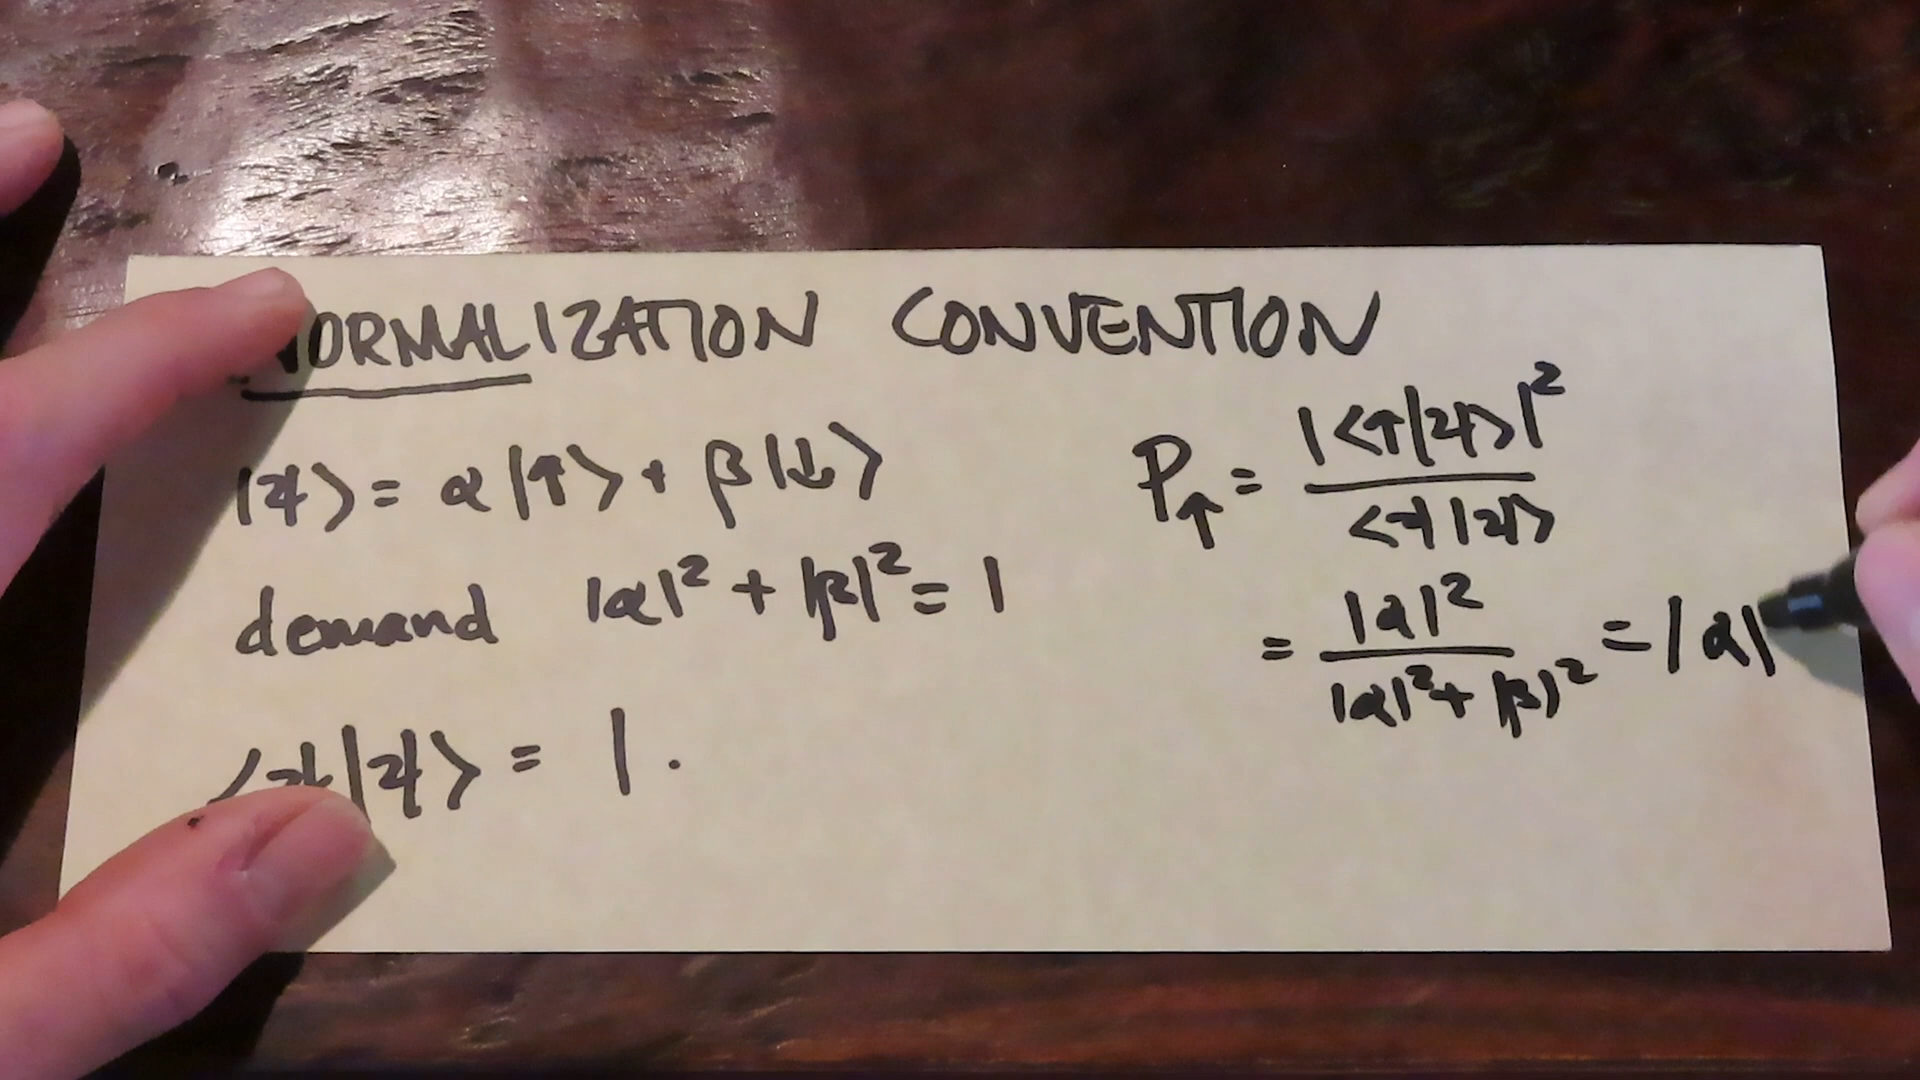 NORMALIZATION CONVENTION
|ψ⟩ = α|↑⟩ + β|↓⟩
demand |α|² + |β|² = 1
⟨ψ|ψ⟩ = 1.
P↑ = |⟨↑|ψ⟩|² / ⟨ψ|ψ⟩
= |α|² / |α|² + |β|² = |α|